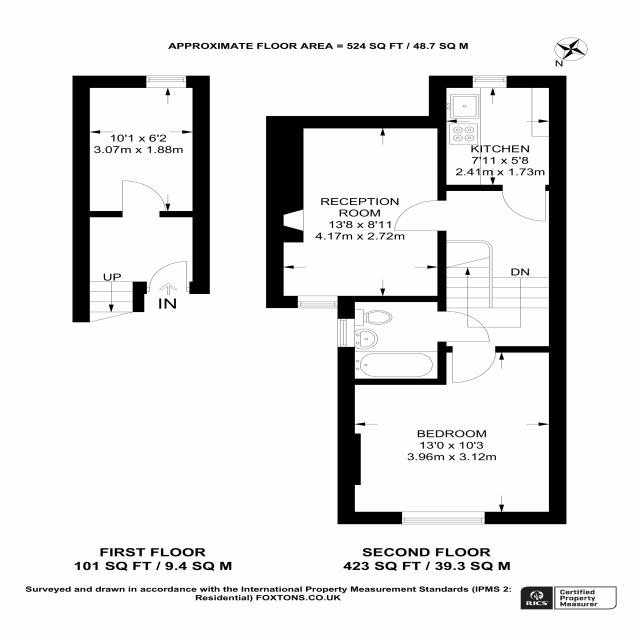 APPROXIMATE FLOOR AREA = 524 SQ FT / 48.7 SQ M
N
10'1 x 6'2
3.07m x 1.88m
UP
IN
KITCHEN
7'11 x 5'8
2.41m x 1.73m
RECEPTION
ROOM
13'8 x 8'11
4.17m x 2.72m
DN
BEDROOM
13'0 x 10'3
3.96m x 3.12m
FIRST FLOOR
101 SQ FT / 9.4 SQ M
SECOND FLOOR
423 SQ FT / 39.3 SQ M
Surveyed and drawn in accordance with the International Property Measurement Standards (IPMS 2:
Residential) FOXTONS.CO.UK
RICS
Certified
Property
Measurer